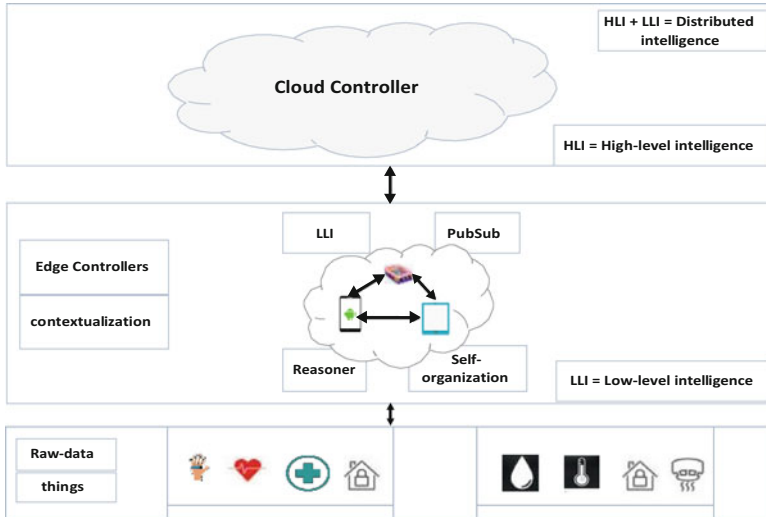 HLI + LLI = Distributed
intelligence
Cloud Controller
HLI = High-level intelligence
LLI
PubSub
Edge Controllers
contextualization
Reasoner
Self-
organization
LLI = Low-level intelligence
Raw-data
things